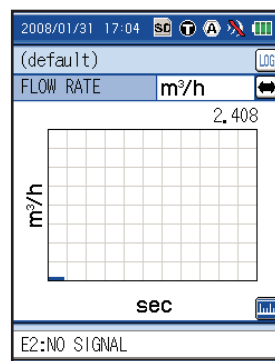 2008/01/31 17:04 SD T A
(default) LOG
FLOW RATE m³/h
2.408
m³/h
sec
E2:NO SIGNAL